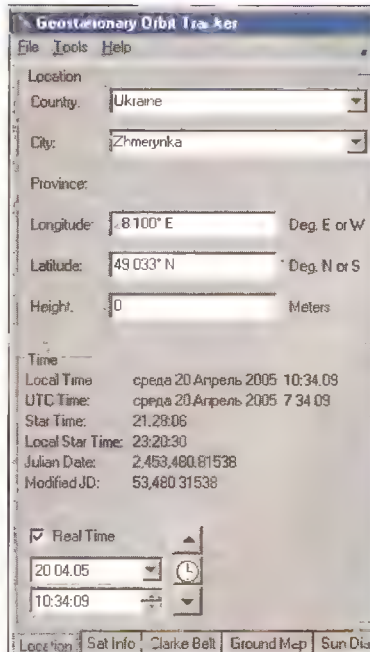 Geostationary Orbit Tracker
File Tools Help
Location
Country: Ukraine
City: Zhmerynka
Province:
Longitude: 8 100° E Deg. E or W
Latitude: 49 033° N Deg. N or S
Height: 0 Meters
Time
Local Time среда 20 Апрель 2005 10:34:09
UTC Time: среда 20 Апрель 2005 7 34 09
Star Time: 21:28:06
Local Star Time: 23:20:30
Julian Date: 2,453,480.81538
Modified JD: 53,480 31538
Real Time
20 04.05
10:34:09
Location Sat Info Clarke Belt Ground Map Sun Dia